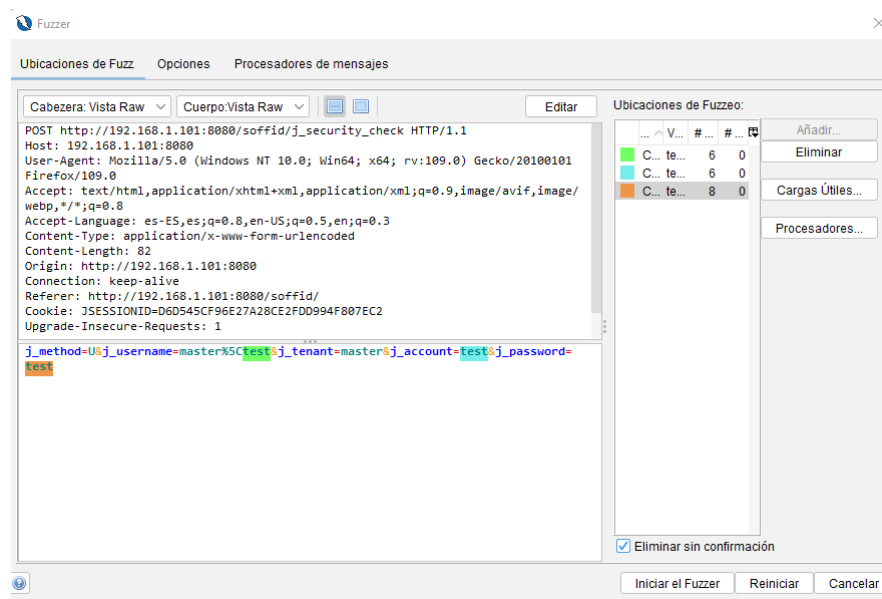 Fuzzer
Ubicaciones de Fuzz Opciones Procesadores de mensajes
Cabezera: Vista Raw Cuerpo:Vista Raw Editar
Ubicaciones de Fuzzeo:
POST http://192.168.1.101:8080/soffid/j_security_check HTTP/1.1
Host: 192.168.1.101:8080
User-Agent: Mozilla/5.0 (Windows NT 10.0; Win64; x64; rv:109.0) Gecko/20100101
Firefox/109.0
Accept: text/html,application/xhtml+xml,application/xml;q=0.9,image/avif,image/
webp,*/*;q=0.8
Accept-Language: es-ES,es;q=0.8,en-US;q=0.5,en;q=0.3
Content-Type: application/x-www-form-urlencoded
Content-Length: 82
Origin: http://192.168.1.101:8080
Connection: keep-alive
Referer: http://192.168.1.101:8080/soffid/
Cookie: JSESSIONID=D6D545CF96E27A28CE2FDD994F807EC2
Upgrade-Insecure-Requests: 1
j_method=U&j_username=master%5Ctest&j_tenant=master&j_account=test&j_password=
test
... V... # ... # ...
C... te... 6 0
C... te... 6 0
C... te... 8 0
Añadir...
Eliminar
Cargas Útiles...
Procesadores...
Eliminar sin confirmación
Iniciar el Fuzzer Reiniciar Cancelar